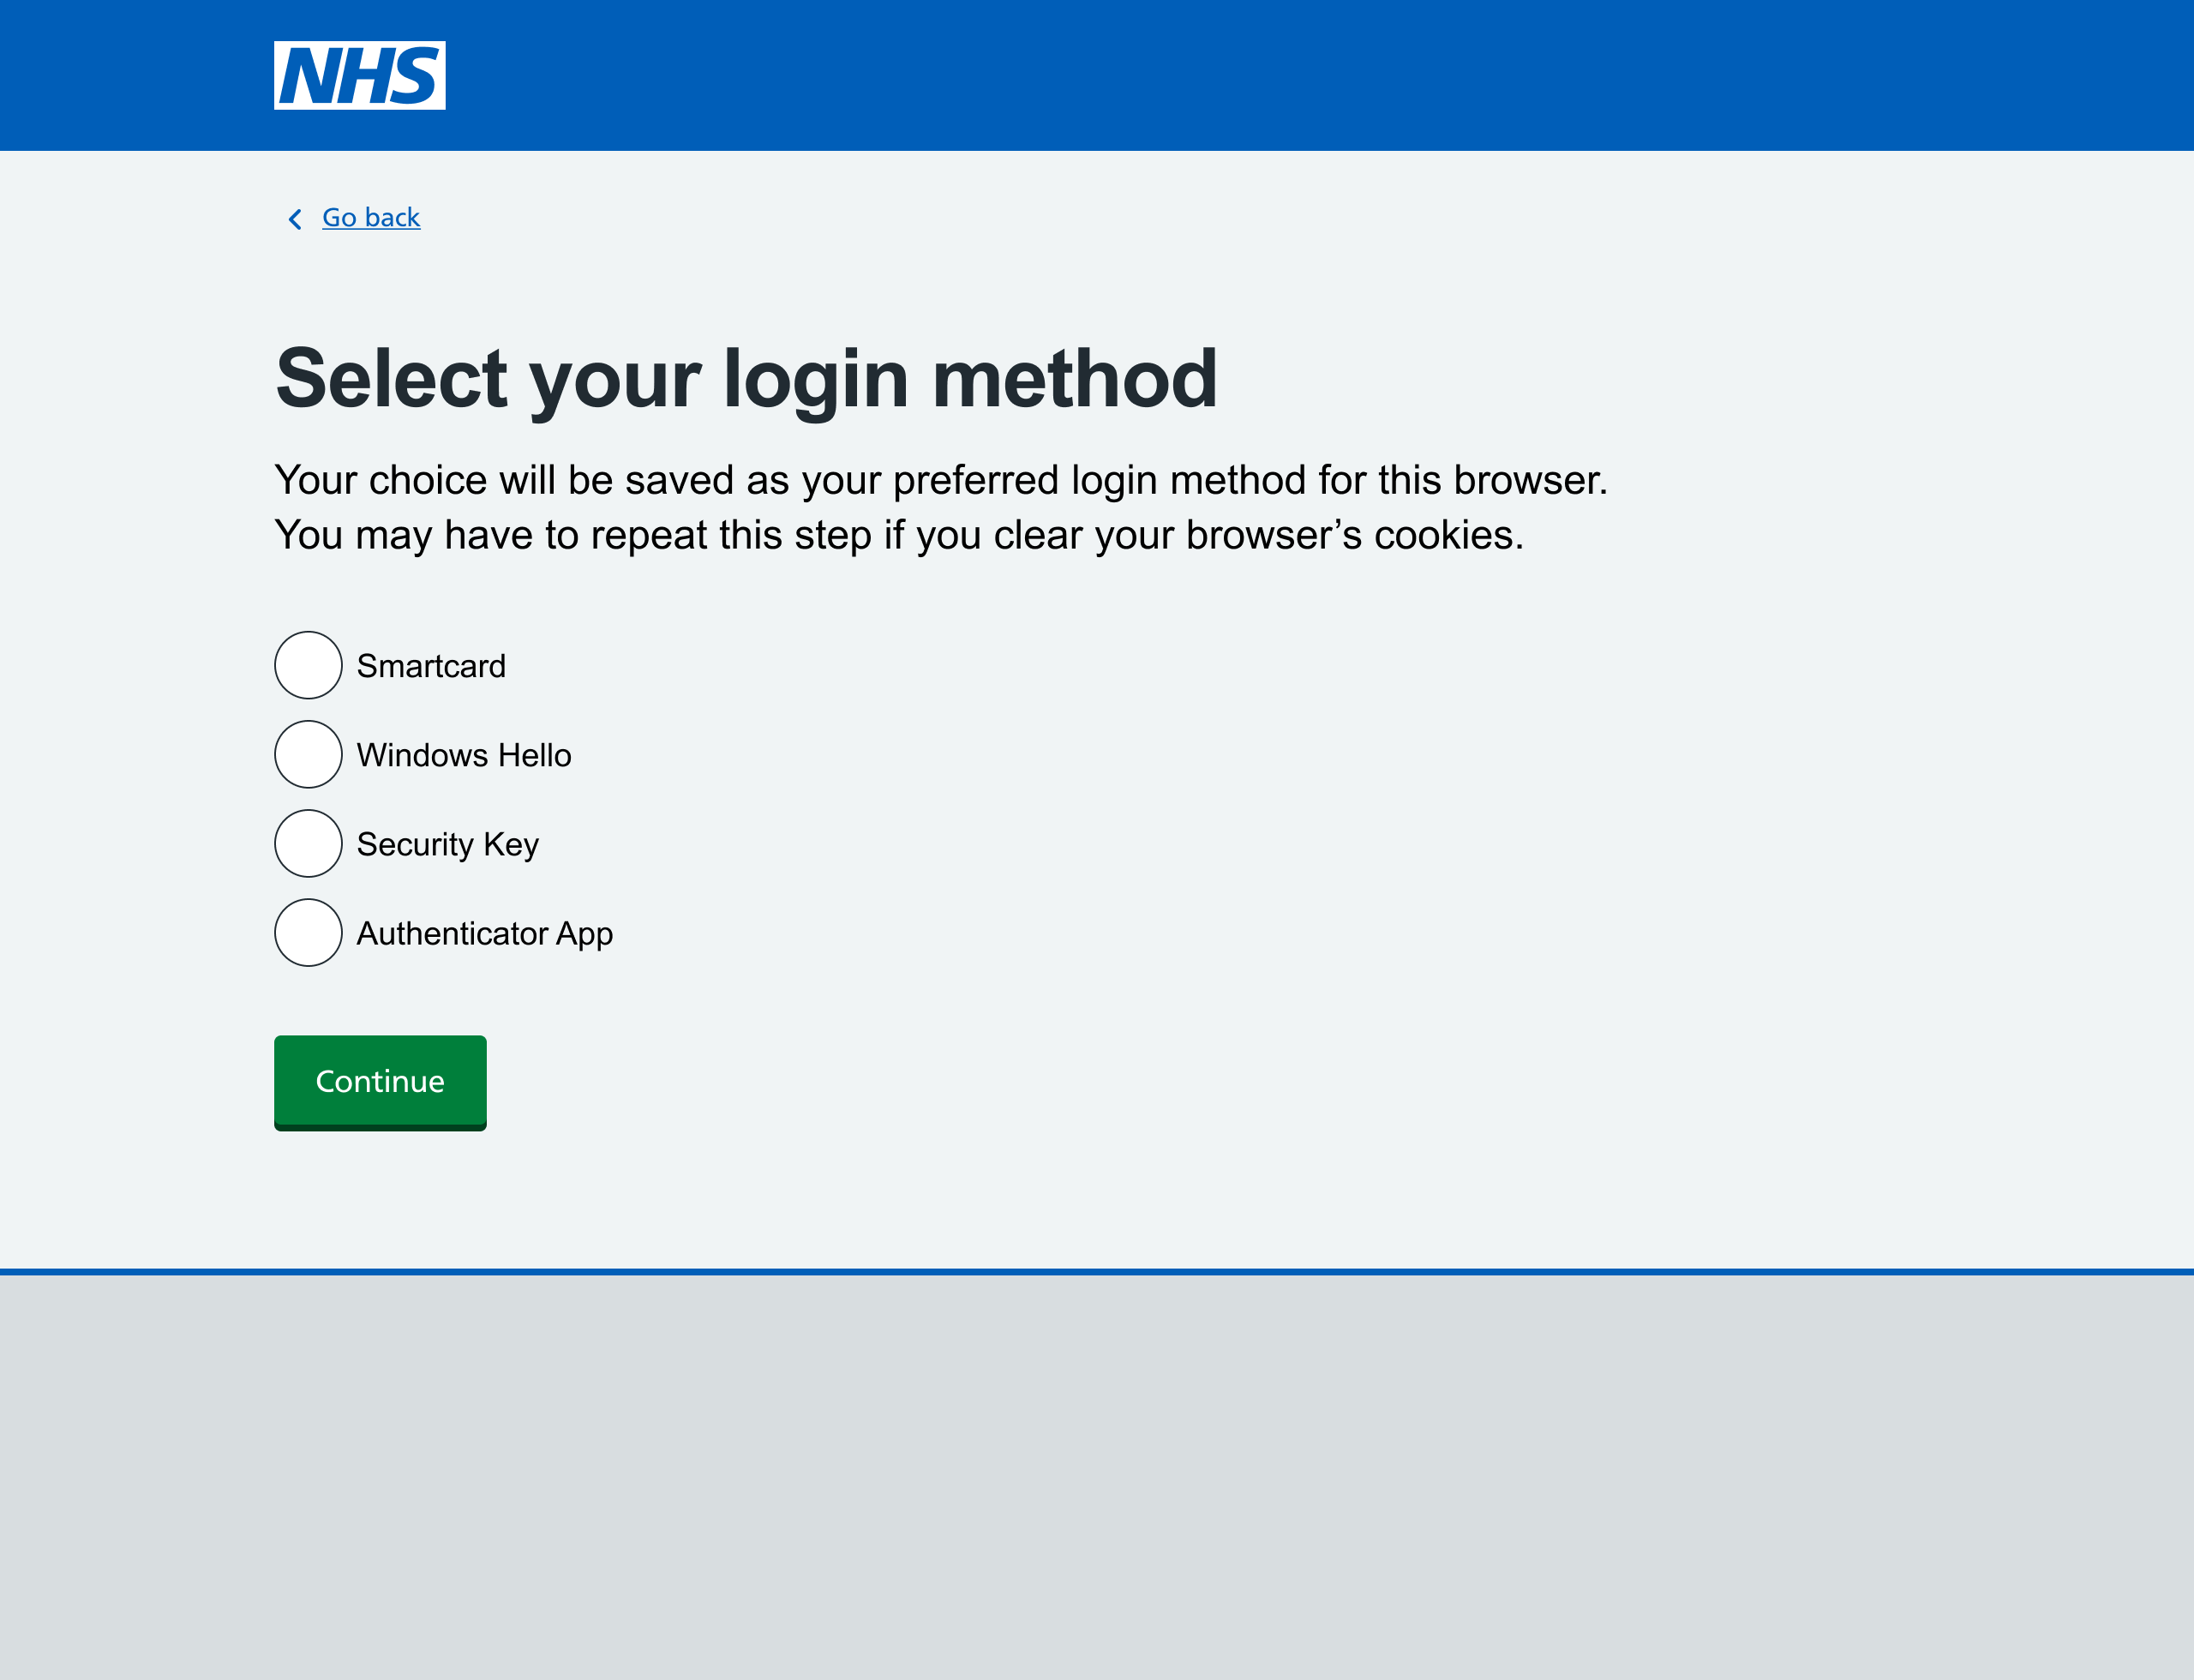 NHS
Go back
Select your login method
Your choice will be saved as your preferred login method for this browser.
You may have to repeat this step if you clear your browser’s cookies.
Smartcard
Windows Hello
Security Key
Authenticator App
Continue